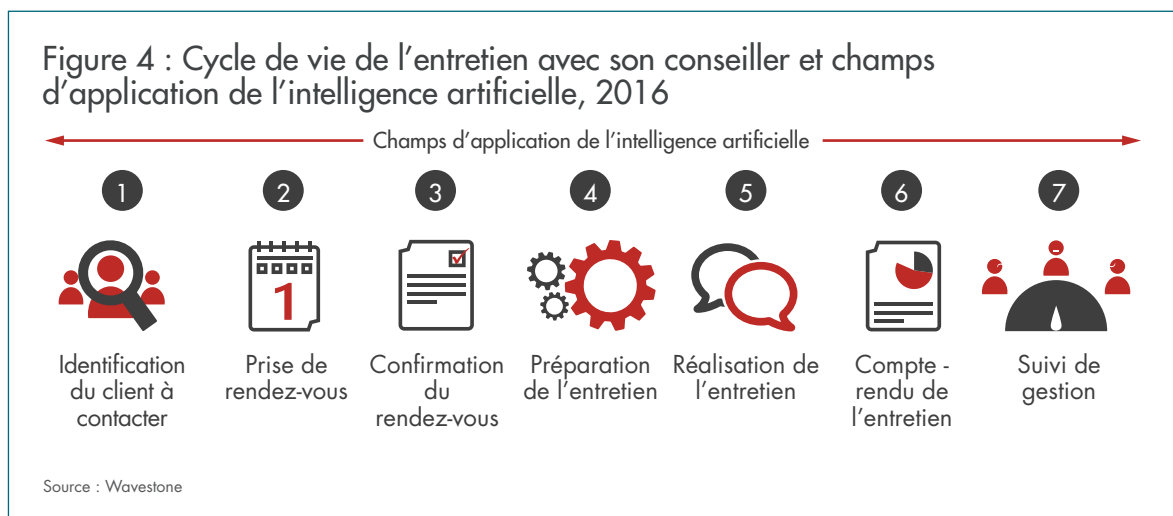 Figure 4 : Cycle de vie de l’entretien avec son conseiller et champs
d’application de l’intelligence artificielle, 2016
Champs d’application de l’intelligence artificielle
1
2
3
4
5
6
7
1
Identification
du client à
contacter
Prise de
rendez-vous
Confirmation
du
rendez-vous
Préparation
de l’entretien
Réalisation de
l’entretien
Compte -
rendu de
l’entretien
Suivi de
gestion
Source : Wavestone